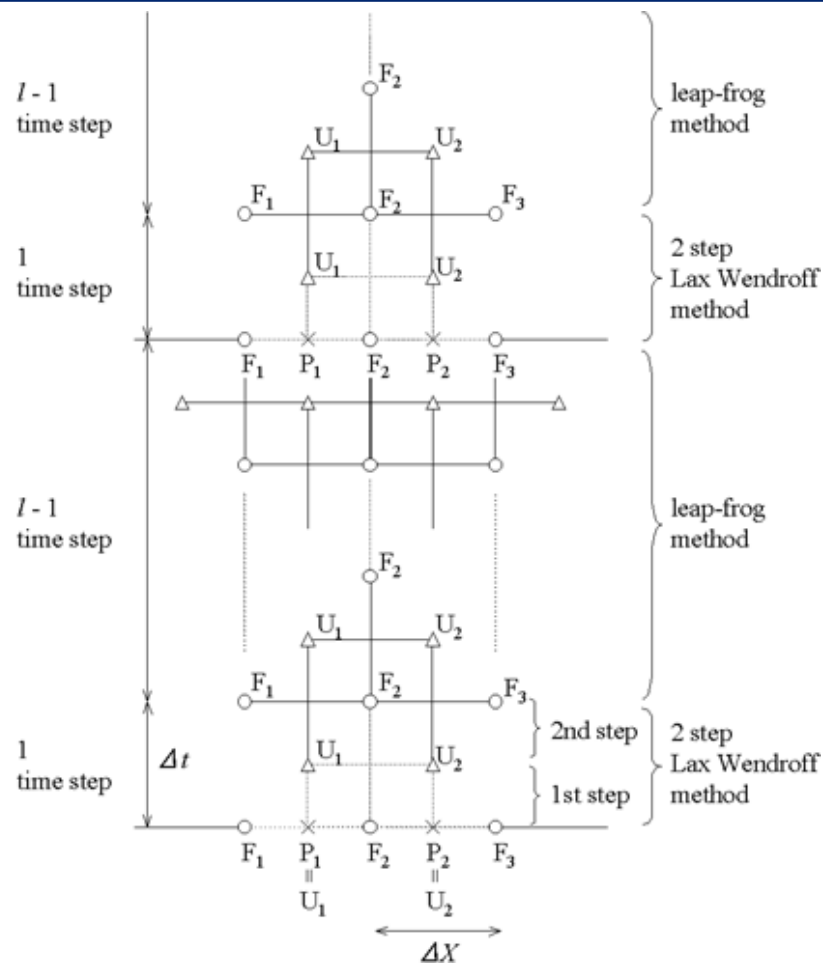 F₂
l - 1
time step
leap-frog
method
U₁ U₂
F₁ F₂ F₃
1
time step
U₁ U₂
2 step
Lax Wendroff
method
F₁ P₁ F₂ P₂ F₃
l - 1
time step
leap-frog
method
F₂
U₁ U₂
F₁ F₂ F₃
1
time step
Δt
U₁ U₂
2nd step
1st step
2 step
Lax Wendroff
method
F₁ P₁ F₂ P₂ F₃
= =
U₁ U₂
ΔX